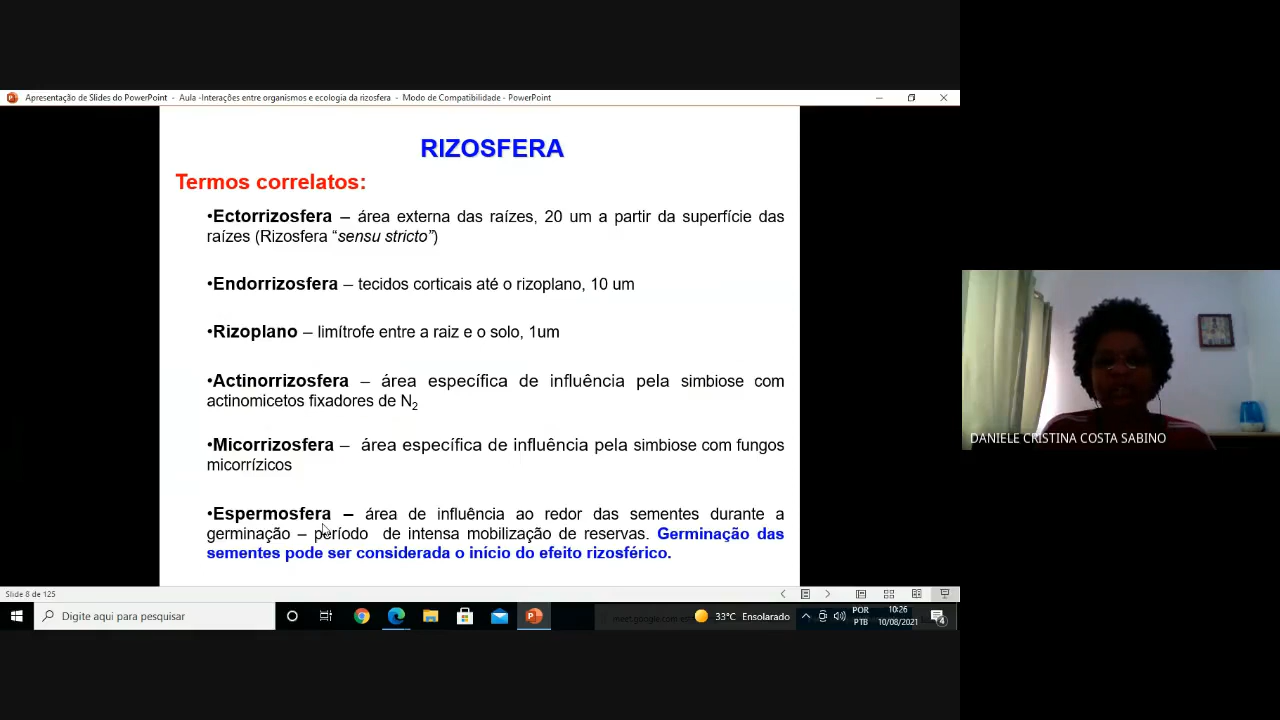 Apresentação de Slides do PowerPoint - Aula -Interações entre organismos e ecologia da rizosfera - Modo de Compatibilidade - PowerPoint
RIZOSFERA
Termos correlatos:
•Ectorrizosfera – área externa das raízes, 20 um a partir da superfície das
raízes (Rizosfera “sensu stricto”)
•Endorrizosfera – tecidos corticais até o rizoplano, 10 um
•Rizoplano – limítrofe entre a raiz e o solo, 1um
•Actinorrizosfera – área específica de influência pela simbiose com
actinomicetos fixadores de N2
•Micorrizosfera – área específica de influência pela simbiose com fungos
micorrízicos
•Espermosfera – área de influência ao redor das sementes durante a
germinação – período de intensa mobilização de reservas. Germinação das
sementes pode ser considerada o início do efeito rizosférico.
DANIELE CRISTINA COSTA SABINO
Slide 8 de 125
Digite aqui para pesquisar
meet.google.com
33°C Ensolarado
POR
PTB
10:26
10/08/2021
4